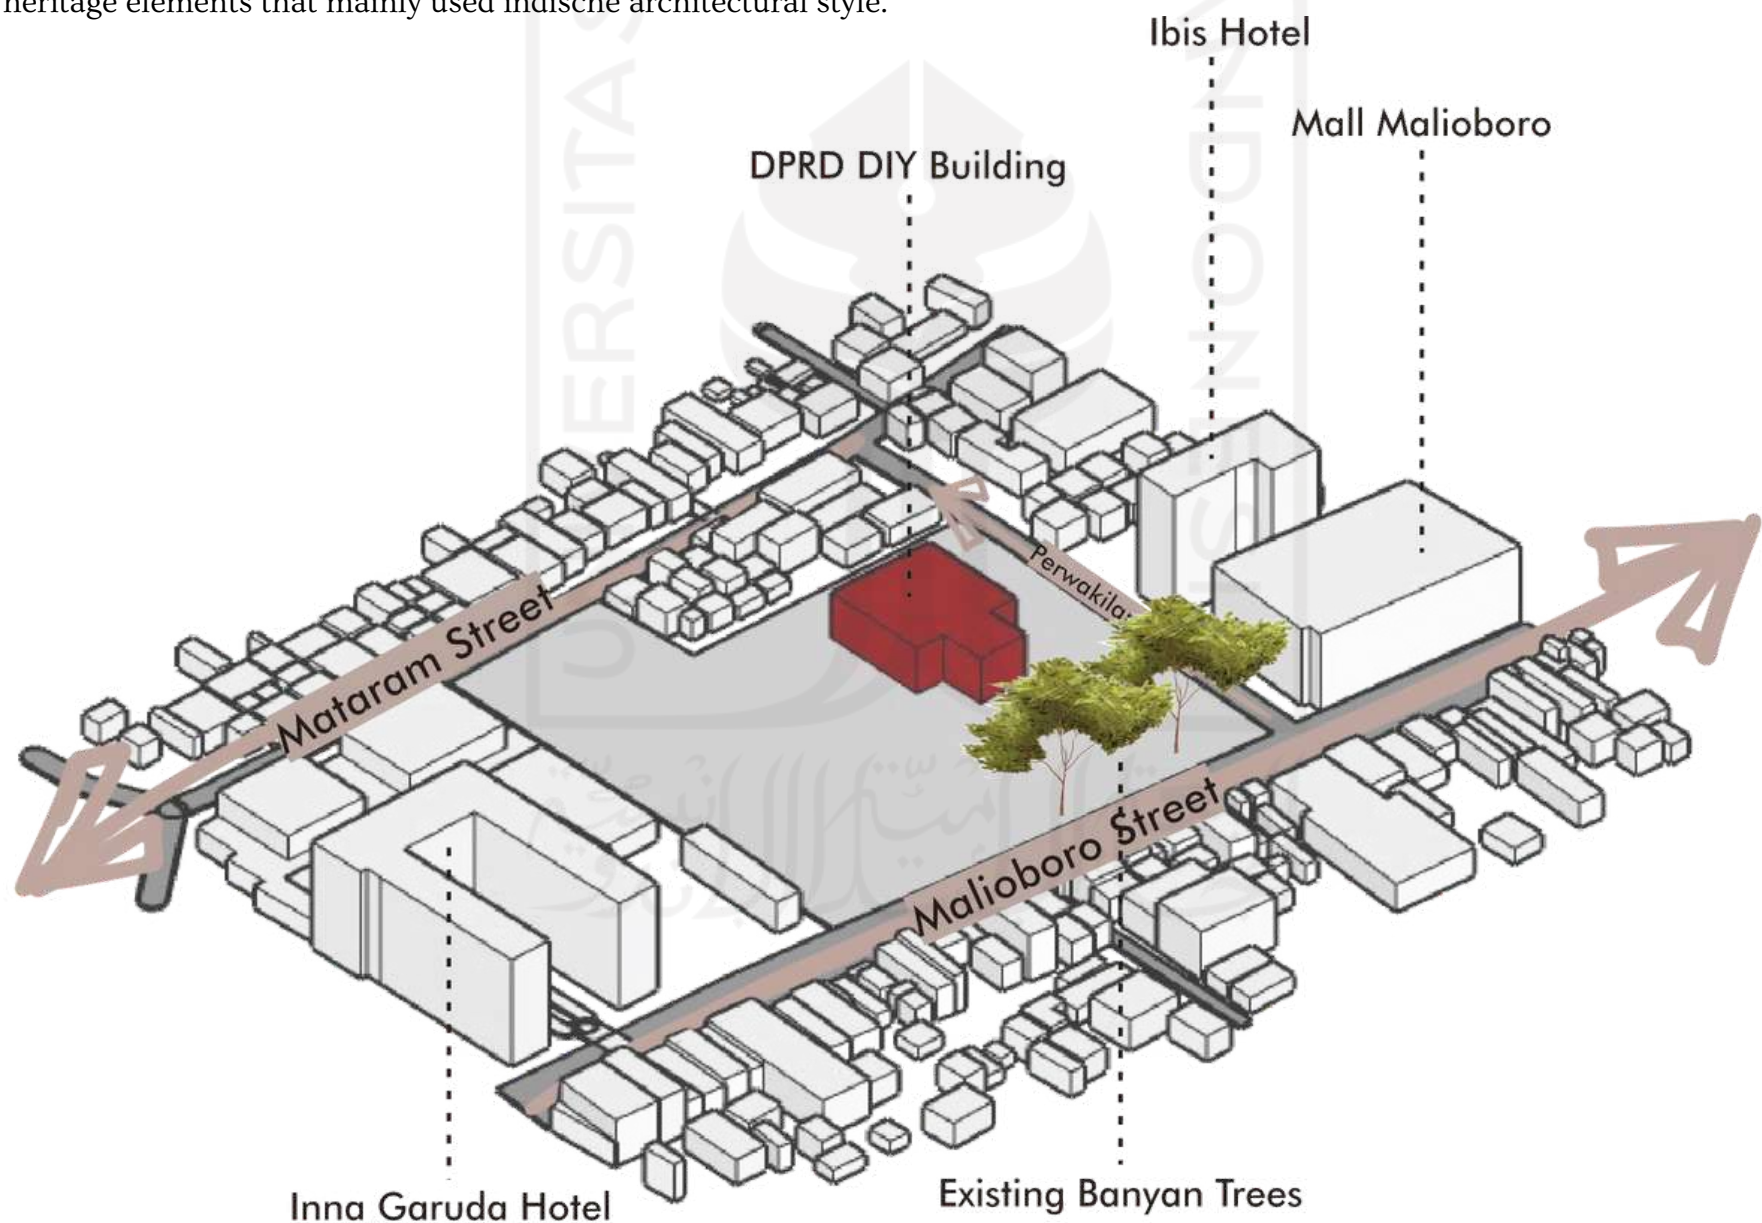 heritage elements that mainly used indische architectural style.
Ibis Hotel
Mall Malioboro
DPRD DIY Building
Mataram Street
Malioboro Street
Inna Garuda Hotel
Existing Banyan Trees